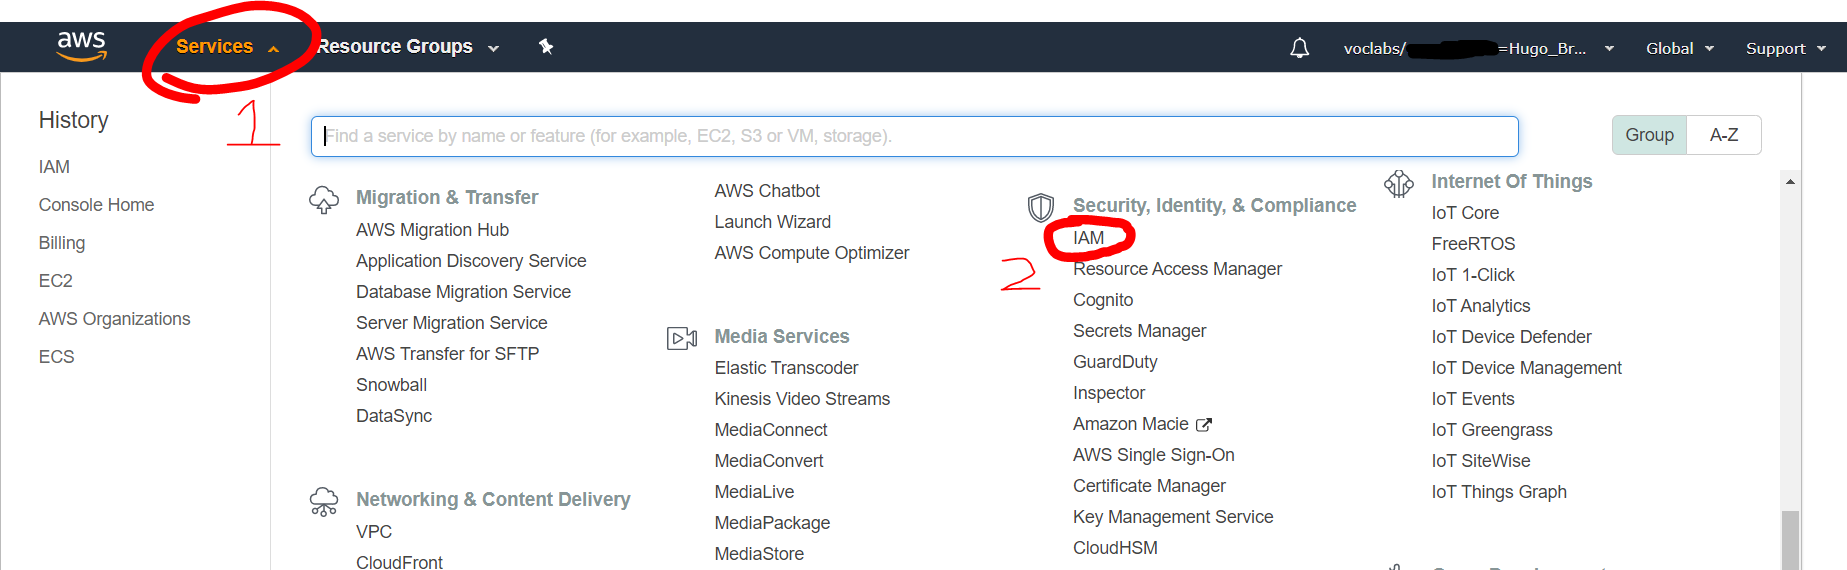 aws
Services
Resource Groups
voclabs/
=Hugo_Br...
Global
Support
1
History
IAM
Console Home
Billing
EC2
AWS Organizations
ECS
Find a service by name or feature (for example, EC2, S3 or VM, storage).
Group
A-Z
Migration & Transfer
AWS Migration Hub
Application Discovery Service
Database Migration Service
Server Migration Service
AWS Transfer for SFTP
Snowball
DataSync
Networking & Content Delivery
VPC
CloudFront
AWS Chatbot
Launch Wizard
AWS Compute Optimizer
Media Services
Elastic Transcoder
Kinesis Video Streams
MediaConnect
MediaConvert
MediaLive
MediaPackage
MediaStore
Security, Identity, & Compliance
IAM
2
Resource Access Manager
Cognito
Secrets Manager
GuardDuty
Inspector
Amazon Macie
AWS Single Sign-On
Certificate Manager
Key Management Service
CloudHSM
Internet Of Things
IoT Core
FreeRTOS
IoT 1-Click
IoT Analytics
IoT Device Defender
IoT Device Management
IoT Events
IoT Greengrass
IoT SiteWise
IoT Things Graph